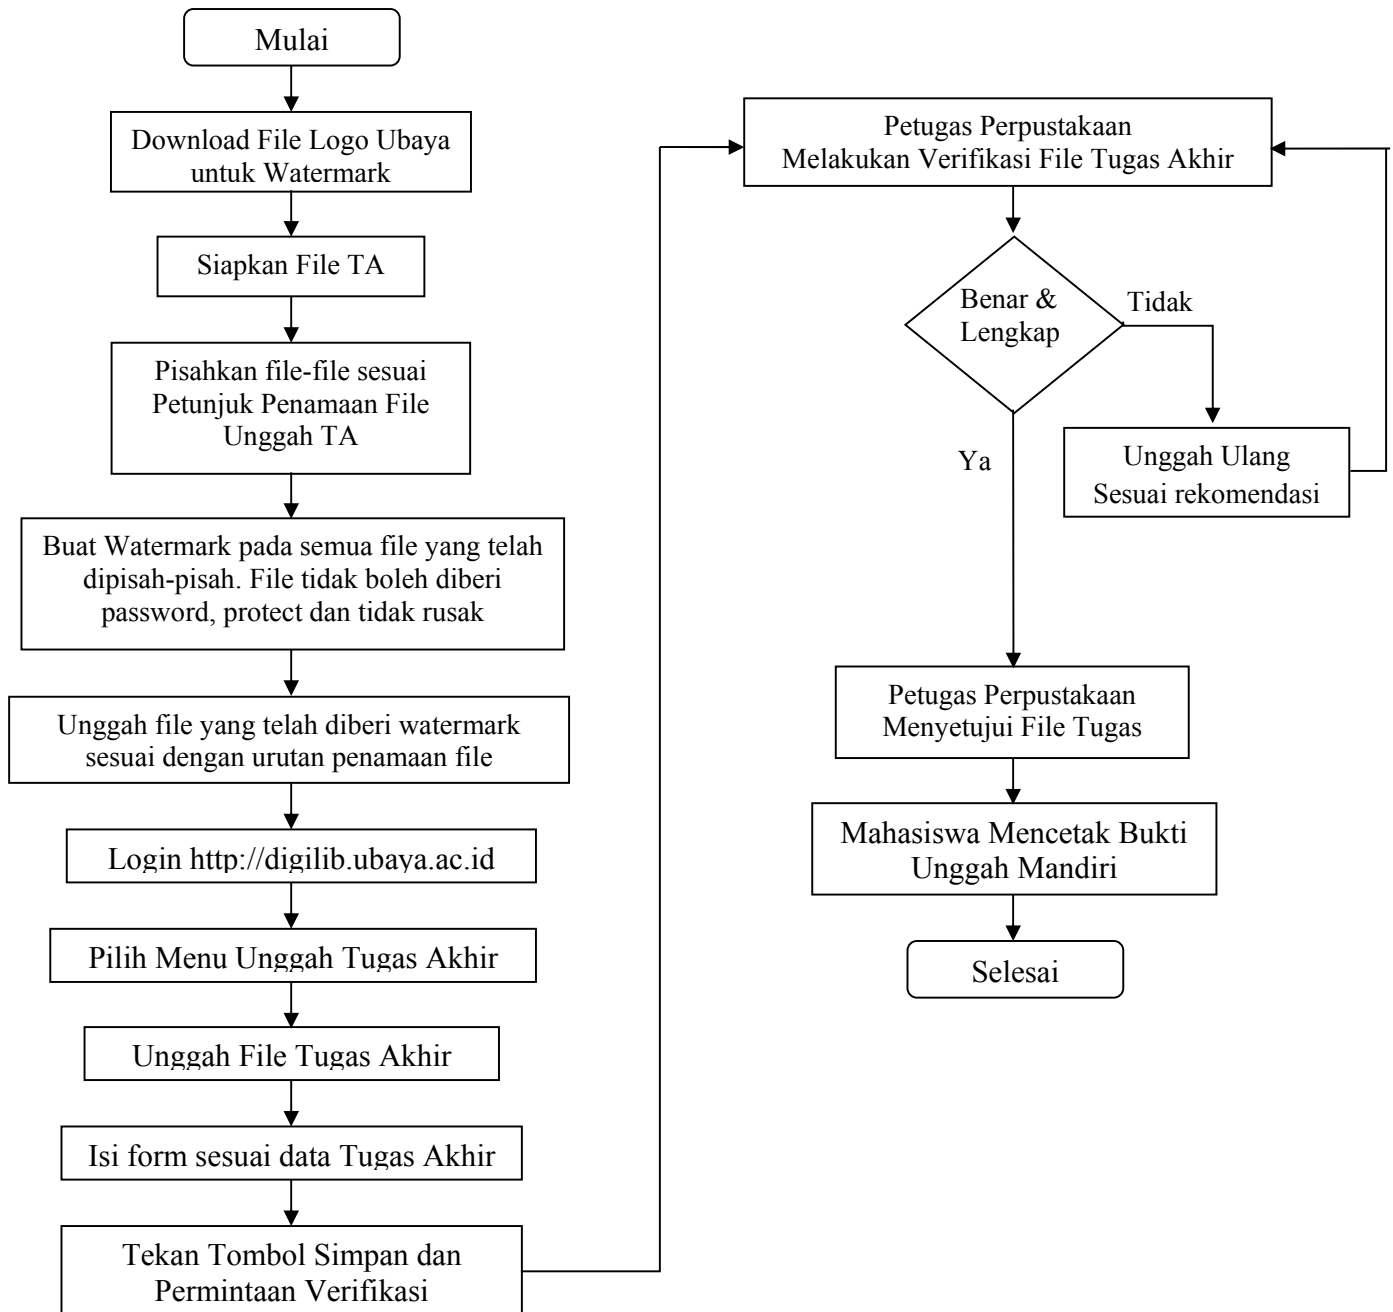 Mulai
Download File Logo Ubaya
untuk Watermark
Siapkan File TA
Pisahkan file-file sesuai
Petunjuk Penamaan File
Unggah TA
Buat Watermark pada semua file yang telah
dipisah-pisah. File tidak boleh diberi
password, protect dan tidak rusak
Unggah file yang telah diberi watermark
sesuai dengan urutan penamaan file
Login http://digilib.ubaya.ac.id
Pilih Menu Unggah Tugas Akhir
Unggah File Tugas Akhir
Isi form sesuai data Tugas Akhir
Tekan Tombol Simpan dan
Permintaan Verifikasi
Petugas Perpustakaan
Melakukan Verifikasi File Tugas Akhir
Benar &
Lengkap
Tidak
Unggah Ulang
Sesuai rekomendasi
Ya
Petugas Perpustakaan
Menyetujui File Tugas
Mahasiswa Mencetak Bukti
Unggah Mandiri
Selesai